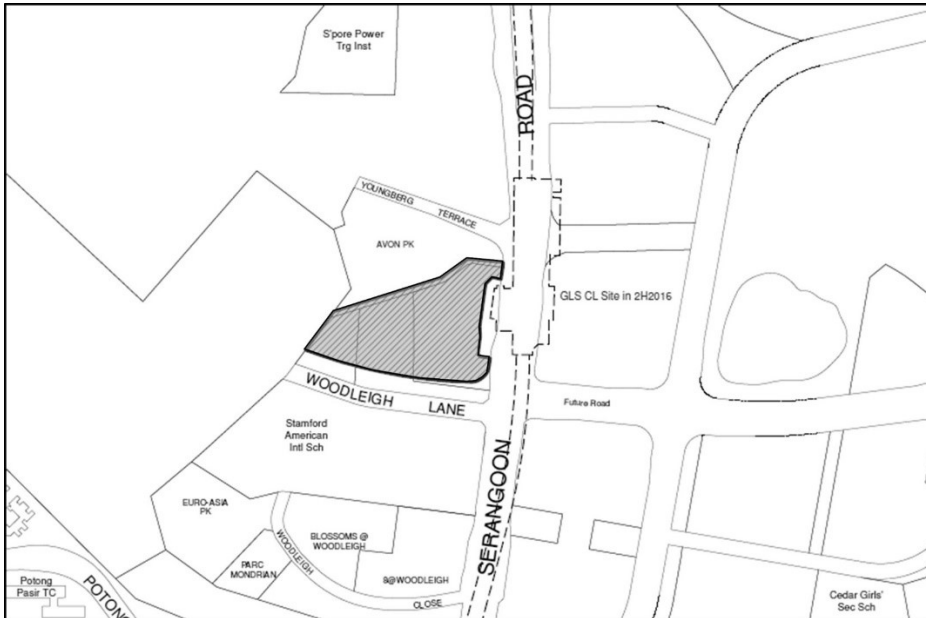 S'pore Power
Trg Inst
ROAD
YOUNGBERG TERRACE
AVON PK
GLS CL Site in 2H2016
WOODLEIGH LANE
Future Road
Stamford
American
Intl Sch
SERANGOON
EURO-ASIA
PK
WOODLEIGH CLOSE
BLOSSOMS @
WOODLEIGH
PARC
MONDRIAN
8@WOODLEIGH
Potong
Pasir TC
POTONG
Cedar Girls'
Sec Sch